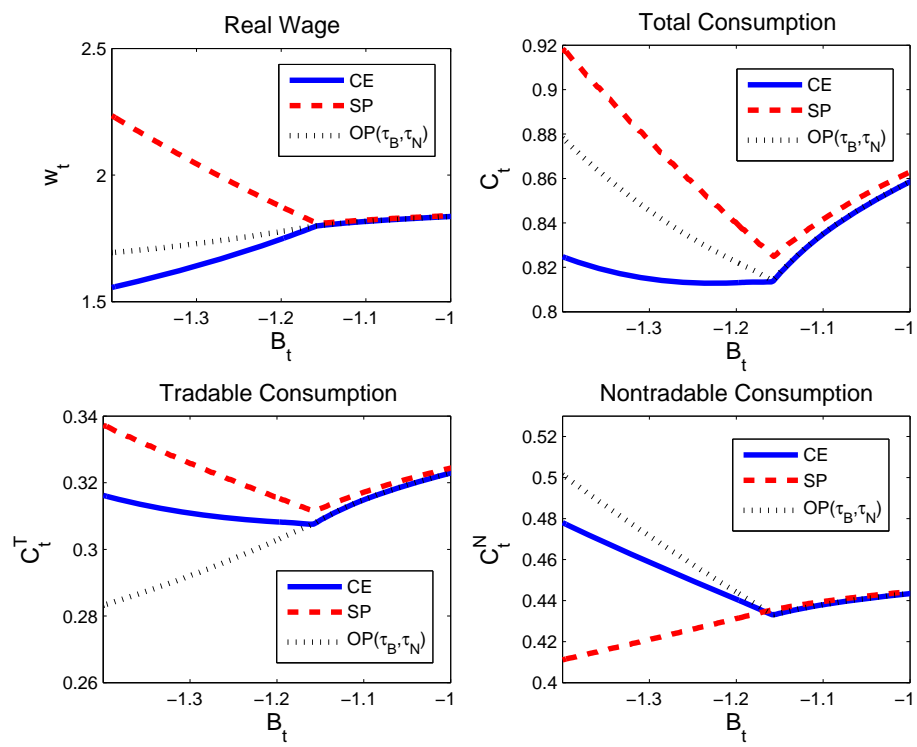 Real Wage
2.5
2
1.5
w_t
CE
SP
OP(τ_B,τ_N)
−1.3 −1.2 −1.1 −1
B_t
Total Consumption
0.92
0.9
0.88
0.86
0.84
0.82
0.8
C_t
CE
SP
OP(τ_B,τ_N)
−1.3 −1.2 −1.1 −1
B_t
Tradable Consumption
0.34
0.32
0.3
0.28
0.26
C_t^T
CE
SP
OP(τ_B,τ_N)
−1.3 −1.2 −1.1 −1
B_t
Nontradable Consumption
0.52
0.5
0.48
0.46
0.44
0.42
0.4
C_t^N
CE
SP
OP(τ_B,τ_N)
−1.3 −1.2 −1.1 −1
B_t